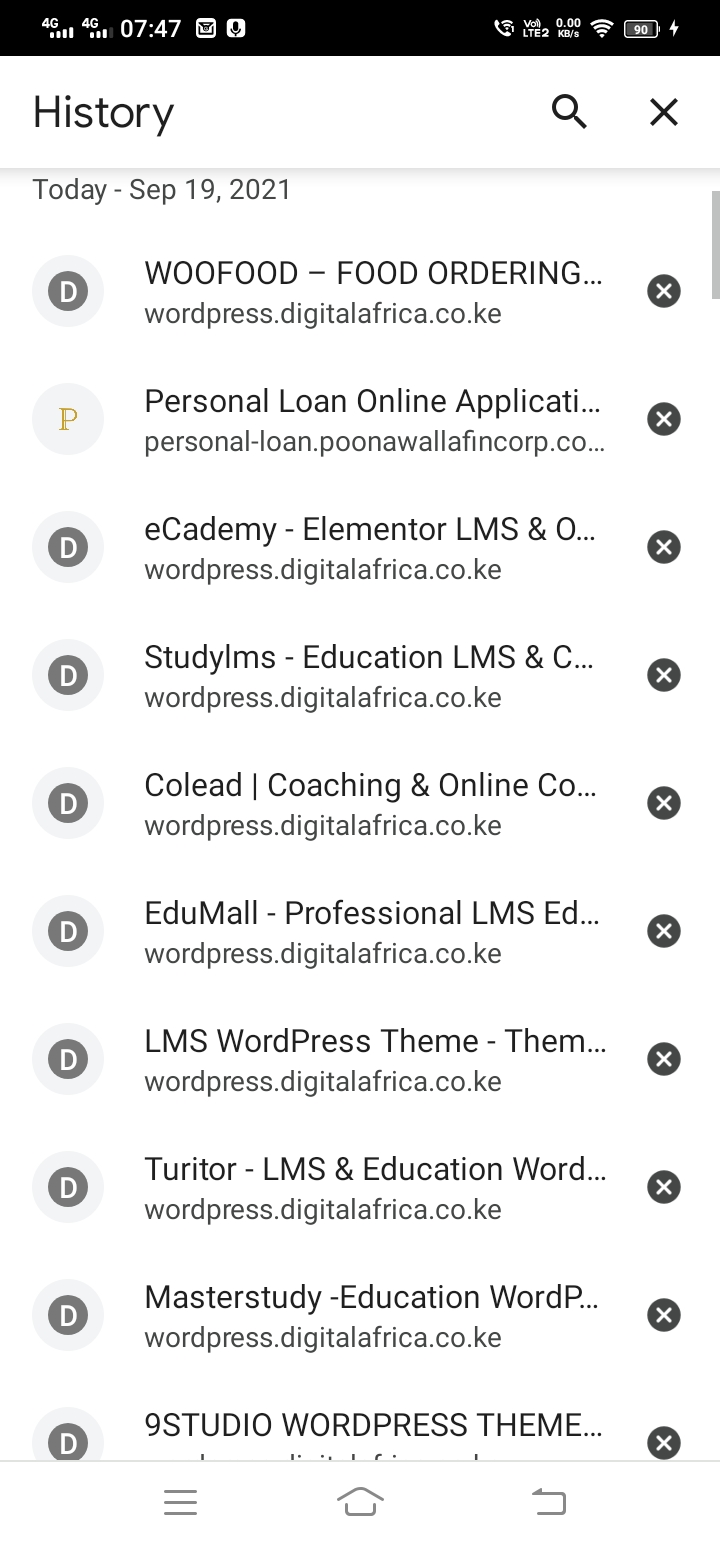 4G 4G 07:47 Vo) LTE2 0.00 KB/s 90
History
Today - Sep 19, 2021
D
WOOFOOD – FOOD ORDERING...
wordpress.digitalafrica.co.ke
P
Personal Loan Online Applicati...
personal-loan.poonawallafincorp.co...
D
eCademy - Elementor LMS & O...
wordpress.digitalafrica.co.ke
D
Studylms - Education LMS & C...
wordpress.digitalafrica.co.ke
D
Colead | Coaching & Online Co...
wordpress.digitalafrica.co.ke
D
EduMall - Professional LMS Ed...
wordpress.digitalafrica.co.ke
D
LMS WordPress Theme - Them...
wordpress.digitalafrica.co.ke
D
Turitor - LMS & Education Word...
wordpress.digitalafrica.co.ke
D
Masterstudy -Education WordP...
wordpress.digitalafrica.co.ke
D
9STUDIO WORDPRESS THEME...